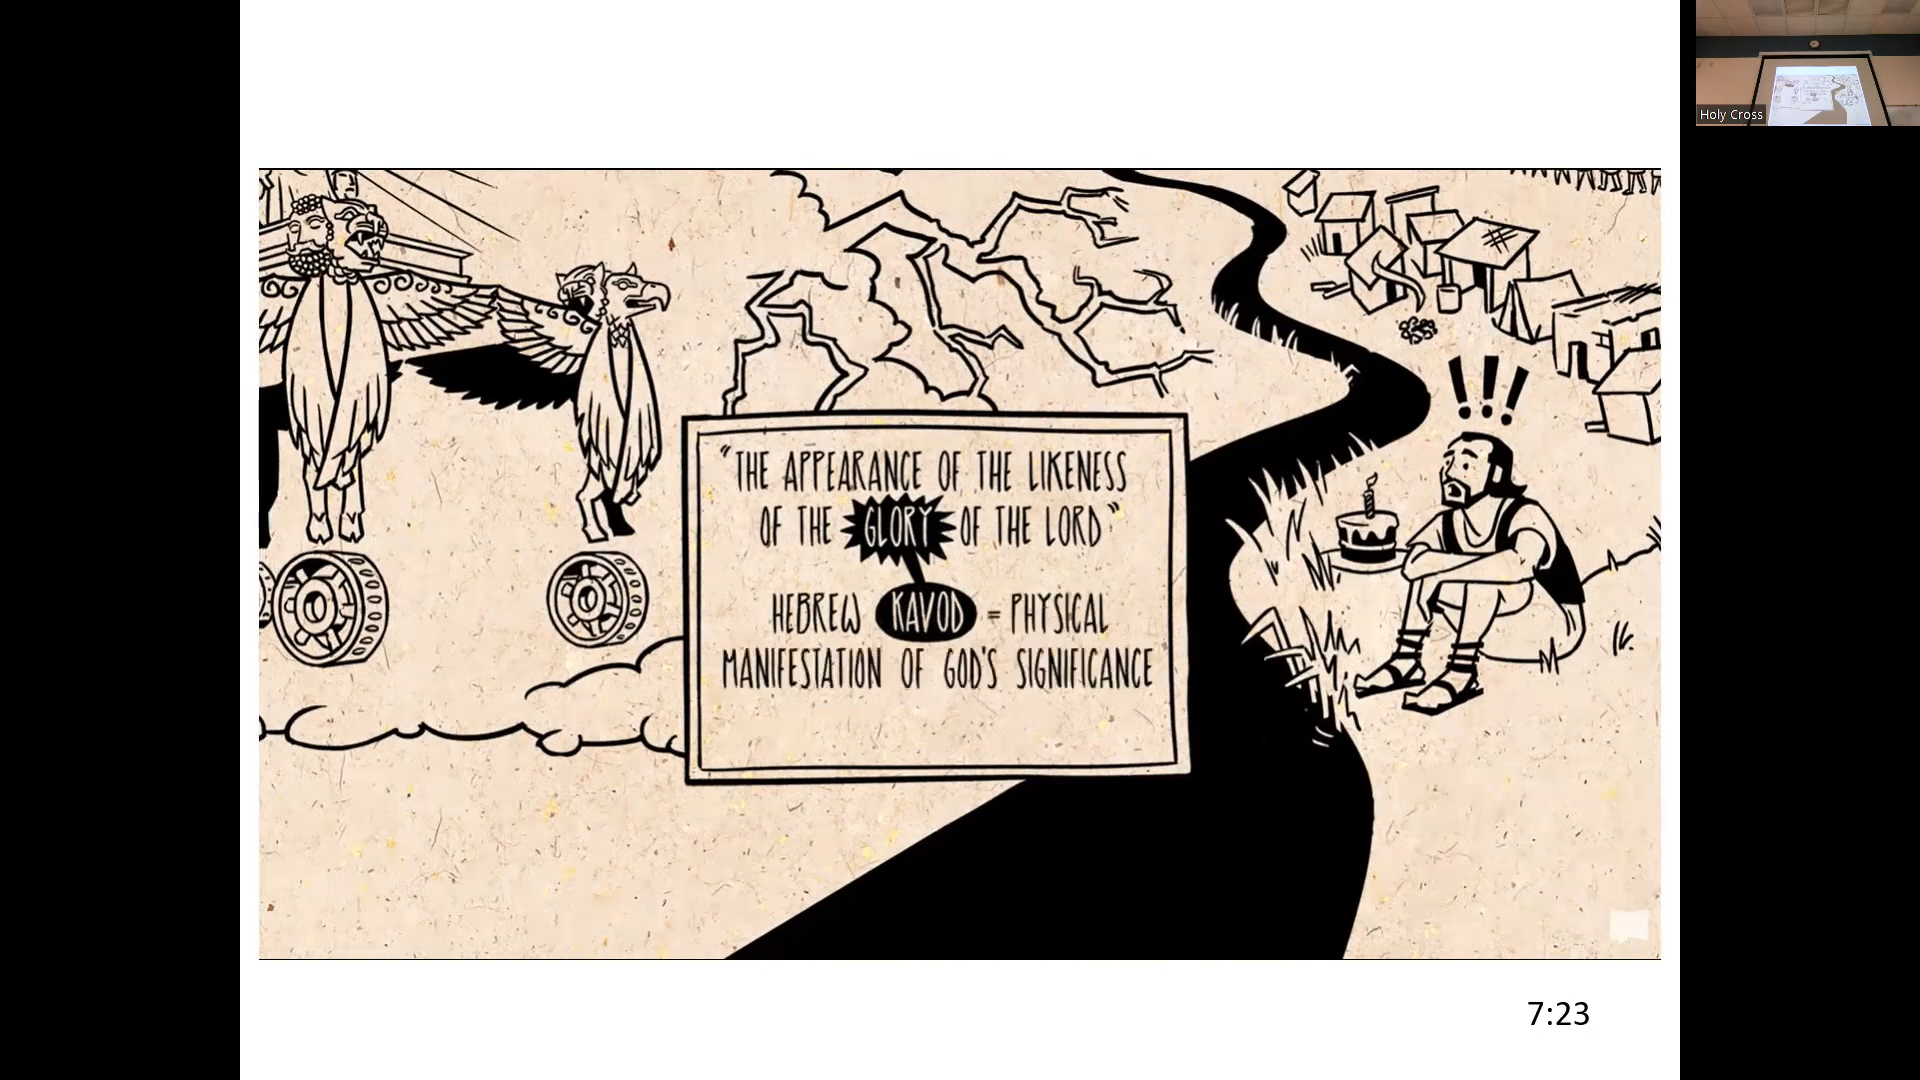 Holy Cross
"THE APPEARANCE OF THE LIKENESS
OF THE GLORY OF THE LORD"
HEBREW KAVOD = PHYSICAL
MANIFESTATION OF GOD'S SIGNIFICANCE
!!!
7:23